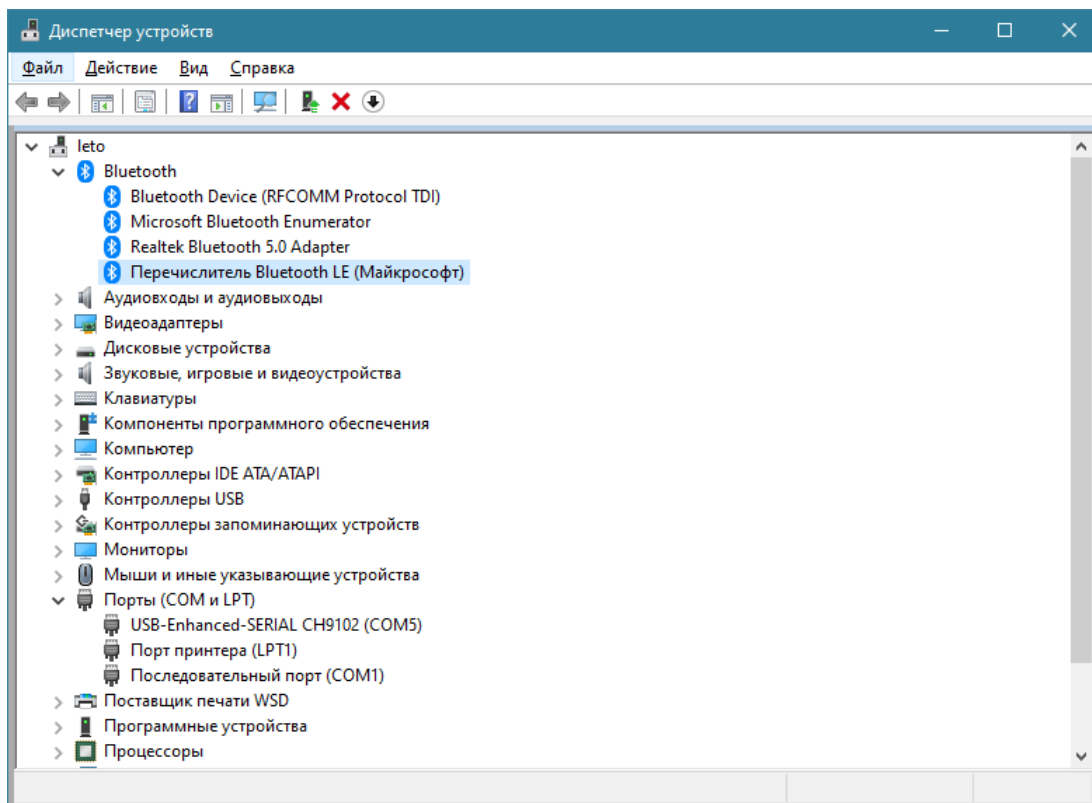 Диспетчер устройств
Файл Действие Вид Справка
leto
Bluetooth
Bluetooth Device (RFCOMM Protocol TDI)
Microsoft Bluetooth Enumerator
Realtek Bluetooth 5.0 Adapter
Перечислитель Bluetooth LE (Майкрософт)
Аудиовходы и аудиовыходы
Видеоадаптеры
Дисковые устройства
Звуковые, игровые и видеоустройства
Клавиатуры
Компоненты программного обеспечения
Компьютер
Контроллеры IDE ATA/ATAPI
Контроллеры USB
Контроллеры запоминающих устройств
Мониторы
Мыши и иные указывающие устройства
Порты (COM и LPT)
USB-Enhanced-SERIAL CH9102 (COM5)
Порт принтера (LPT1)
Последовательный порт (COM1)
Поставщик печати WSD
Программные устройства
Процессоры